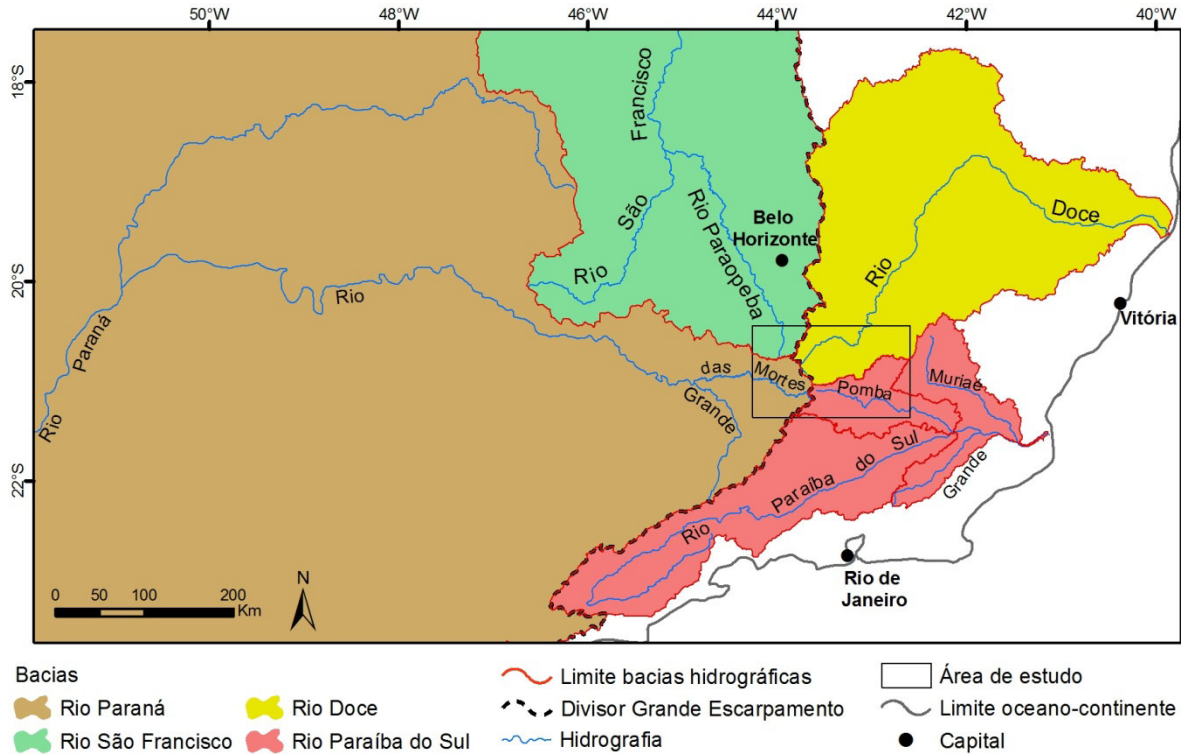 50°W 48°W 46°W 44°W 42°W 40°W
18°S
20°S
22°S
Francisco
São
Rio
Rio Paraopeba
Belo
Horizonte
Doce
Rio
Vitória
Rio
Paraná
Rio
das
Mortes
Grande
Pomba
Muriaé
Paraíba do Sul
Rio
Grande
Rio de
Janeiro
N
0 50 100 200
Km
Bacias
Rio Paraná
Rio São Francisco
Rio Doce
Rio Paraíba do Sul
Limite bacias hidrográficas
Divisor Grande Escarpamento
Hidrografia
Área de estudo
Limite oceano-continente
Capital